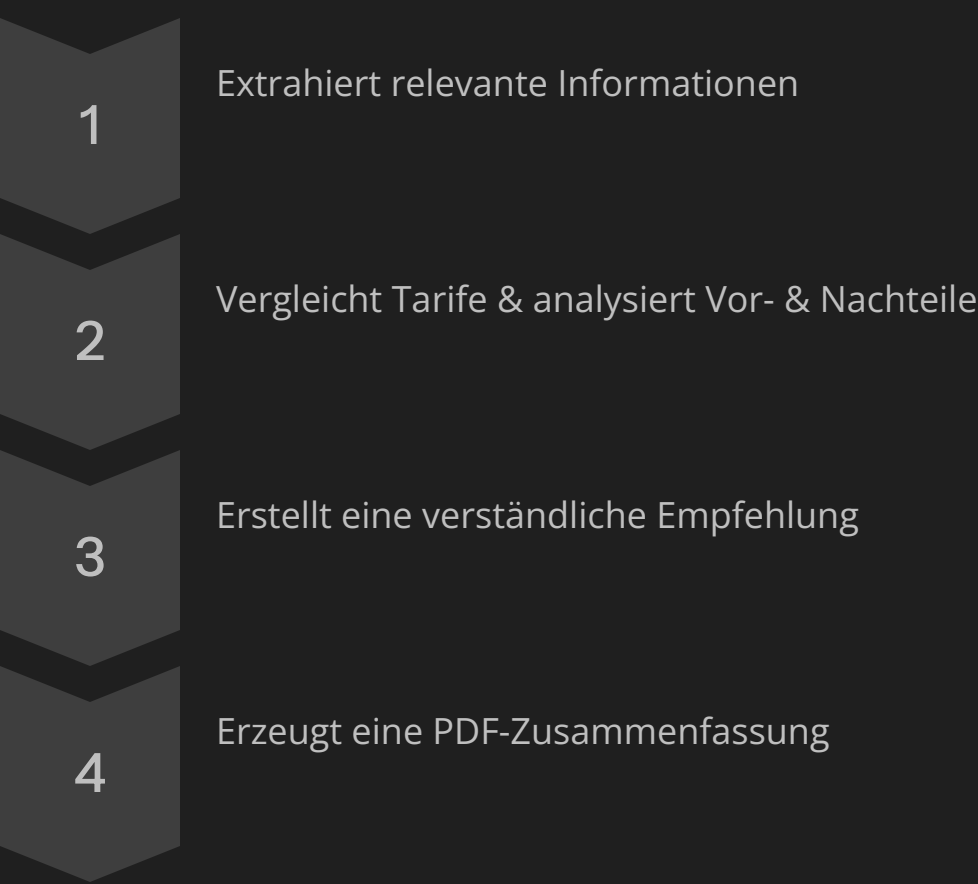 1
Extrahiert relevante Informationen
2
Vergleicht Tarife & analysiert Vor- & Nachteile
3
Erstellt eine verständliche Empfehlung
4
Erzeugt eine PDF-Zusammenfassung